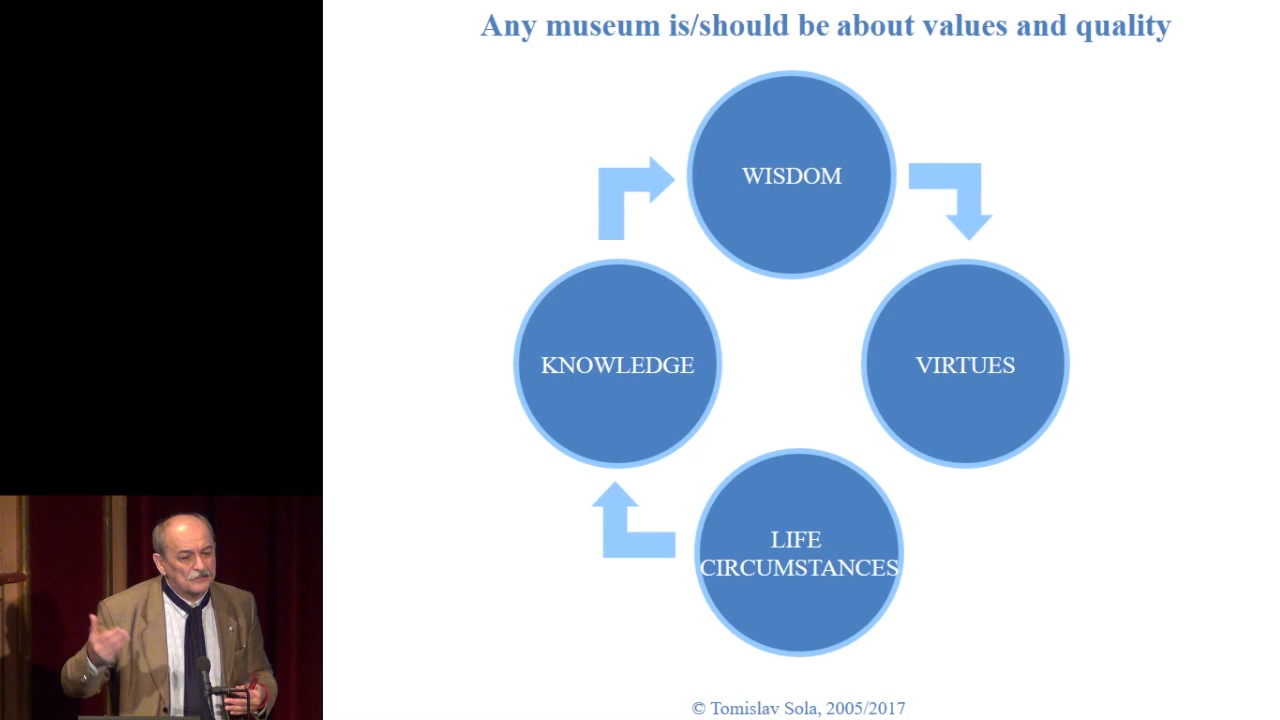 Any museum is/should be about values and quality
WISDOM
KNOWLEDGE
VIRTUES
LIFE
CIRCUMSTANCES
© Tomislav Sola, 2005/2017